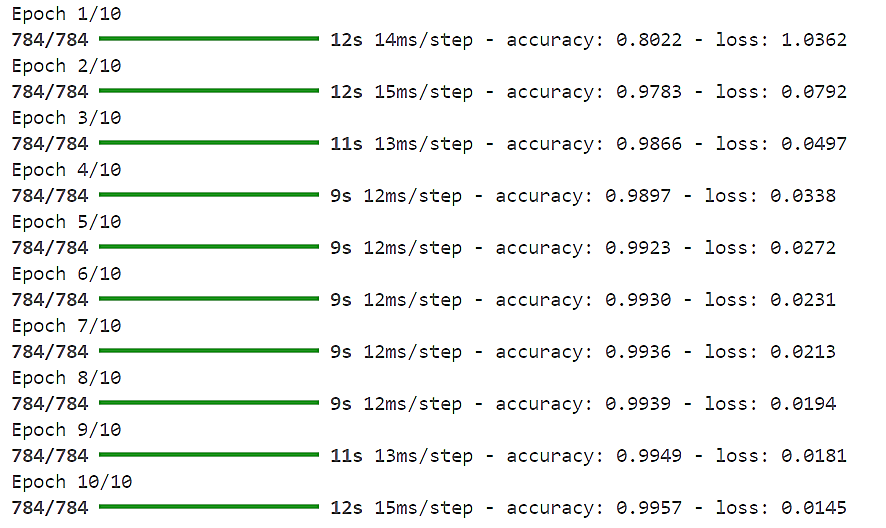 Epoch 1/10
784/784 12s 14ms/step - accuracy: 0.8022 - loss: 1.0362
Epoch 2/10
784/784 12s 15ms/step - accuracy: 0.9783 - loss: 0.0792
Epoch 3/10
784/784 11s 13ms/step - accuracy: 0.9866 - loss: 0.0497
Epoch 4/10
784/784 9s 12ms/step - accuracy: 0.9897 - loss: 0.0338
Epoch 5/10
784/784 9s 12ms/step - accuracy: 0.9923 - loss: 0.0272
Epoch 6/10
784/784 9s 12ms/step - accuracy: 0.9930 - loss: 0.0231
Epoch 7/10
784/784 9s 12ms/step - accuracy: 0.9936 - loss: 0.0213
Epoch 8/10
784/784 9s 12ms/step - accuracy: 0.9939 - loss: 0.0194
Epoch 9/10
784/784 11s 13ms/step - accuracy: 0.9949 - loss: 0.0181
Epoch 10/10
784/784 12s 15ms/step - accuracy: 0.9957 - loss: 0.0145